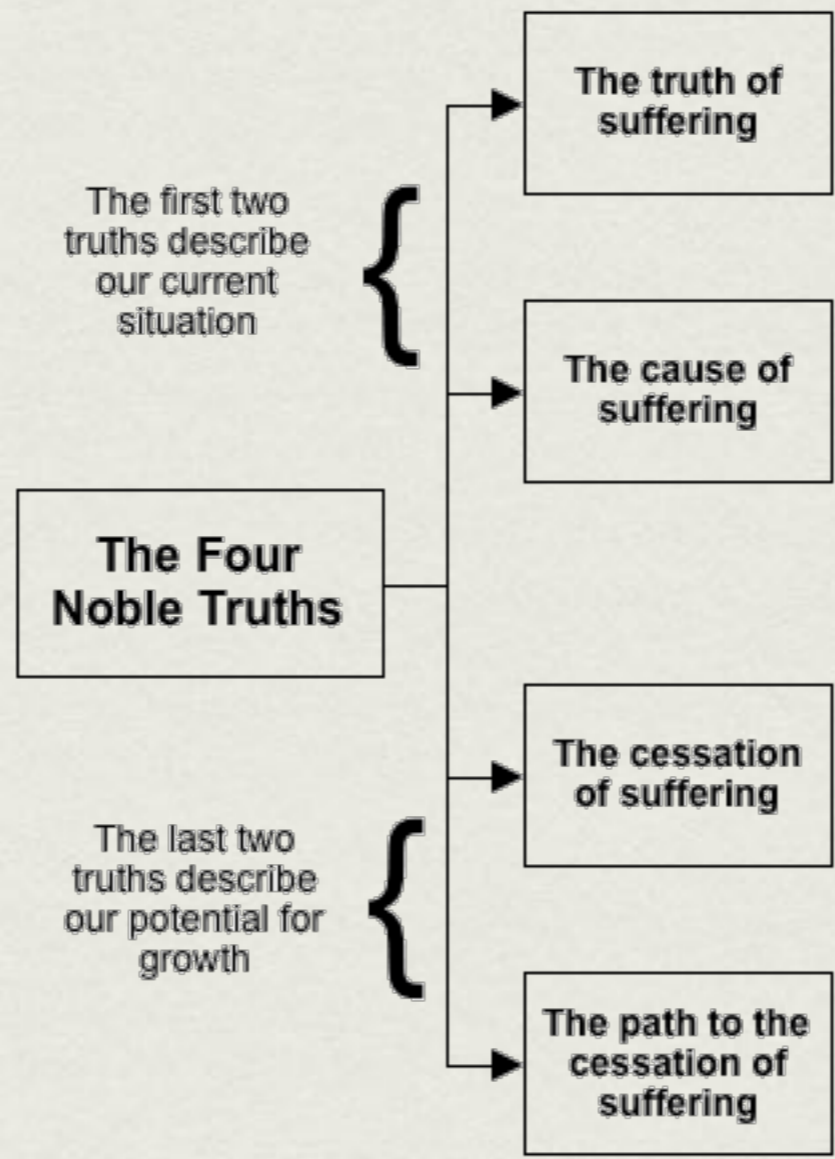 The truth of
suffering
The first two
truths describe
our current
situation
The cause of
suffering
The Four
Noble Truths
The cessation
of suffering
The last two
truths describe
our potential for
growth
The path to the
cessation of
suffering